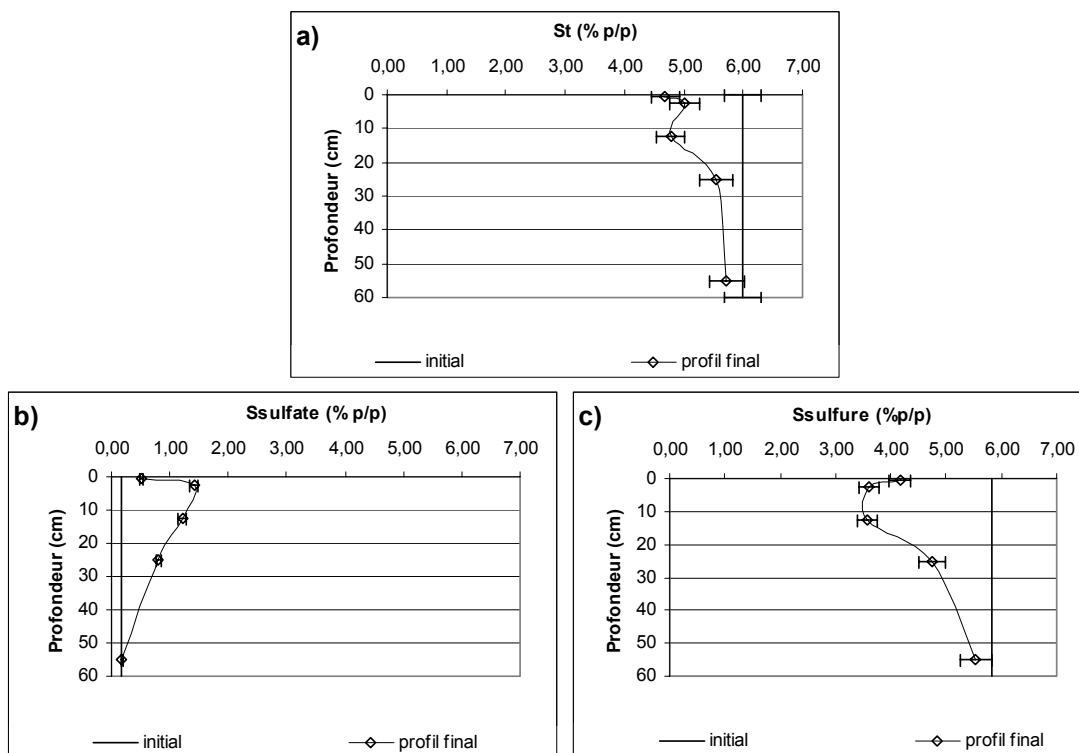 a)
St (% p/p)
0,00 1,00 2,00 3,00 4,00 5,00 6,00 7,00
Profondeur (cm)
0
10
20
30
40
50
60
initial profil final
b)
Ssulfate (% p/p)
0,00 1,00 2,00 3,00 4,00 5,00 6,00 7,00
Profondeur (cm)
0
10
20
30
40
50
60
initial profil final
c)
Ssulfure (%p/p)
0,00 1,00 2,00 3,00 4,00 5,00 6,00 7,00
Profondeur (cm)
0
10
20
30
40
50
60
initial profil final